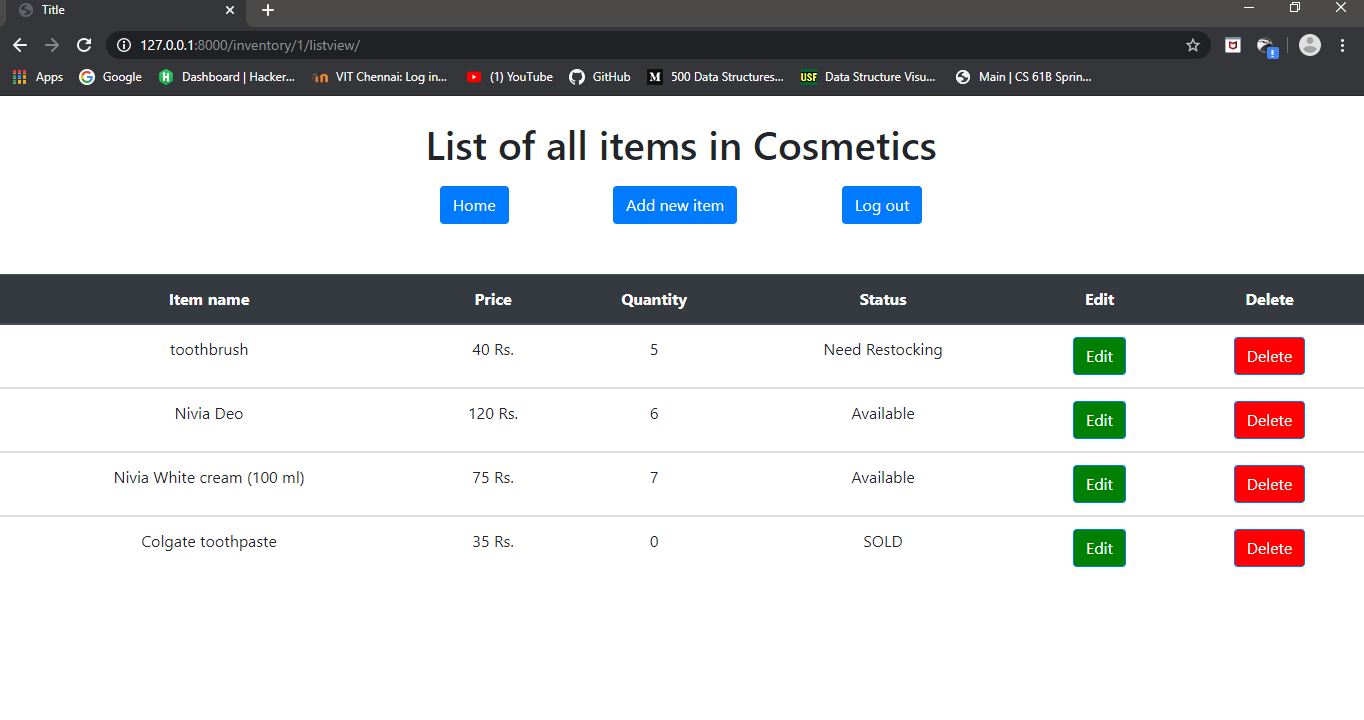 Title
127.0.0.1:8000/inventory/1/listview/
Apps Google Dashboard | Hacker... VIT Chennai: Log in... (1) YouTube GitHub M 500 Data Structures... USF Data Structure Visu... Main | CS 61B Sprin...
List of all items in Cosmetics
Home Add new item Log out
Item name Price Quantity Status Edit Delete
toothbrush 40 Rs. 5 Need Restocking Edit Delete
Nivia Deo 120 Rs. 6 Available Edit Delete
Nivia White cream (100 ml) 75 Rs. 7 Available Edit Delete
Colgate toothpaste 35 Rs. 0 SOLD Edit Delete